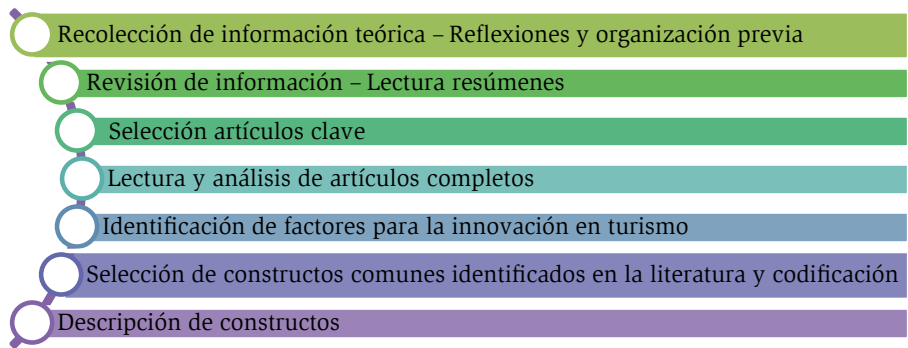 Recolección de información teórica – Reflexiones y organización previa
Revisión de información – Lectura resúmenes
Selección artículos clave
Lectura y análisis de artículos completos
Identificación de factores para la innovación en turismo
Selección de constructos comunes identificados en la literatura y codificación
Descripción de constructos